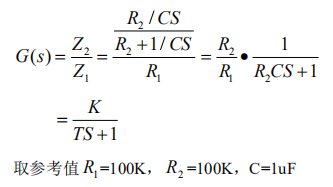 G(s) = Z₂/Z₁ = ((R₂/CS)/(R₂+1/CS))/R₁ = R₂/R₁ • 1/(R₂CS+1)
= K/(TS+1)
取参考值 R₁=100K， R₂=100K，C=1uF